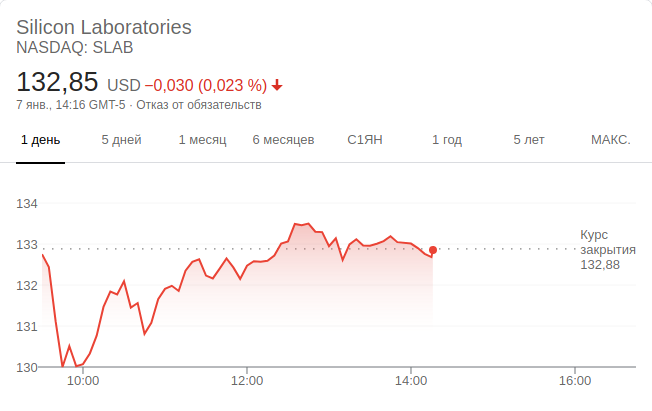 Silicon Laboratories
NASDAQ: SLAB
132,85 USD −0,030 (0,023 %)
7 янв., 14:16 GMT-5 · Отказ от обязательств
1 день 5 дней 1 месяц 6 месяцев С1ЯН 1 год 5 лет МАКС.
134
133
132
131
130
Курс
закрытия
132,88
10:00 12:00 14:00 16:00